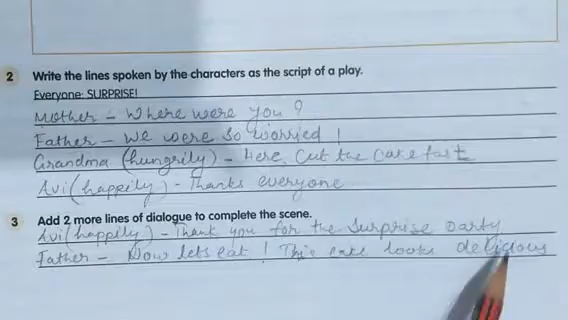 2 Write the lines spoken by the characters as the script of a play.
Everyone: SURPRISE!
Mother - Where were you ?
Father - We were so worried !
Grandma (hungrily) - Here, Cut the cake fast
Avi (happily) - Thanks everyone
3 Add 2 more lines of dialogue to complete the scene.
Avi (happily) - Thank you for the surprise party
Father - Now lets eat ! This cake looks delicious